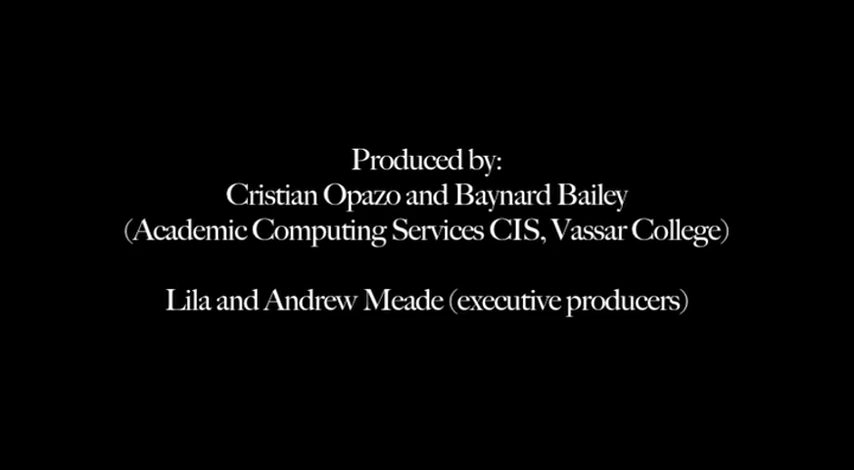 Produced by:
Cristian Opazo and Baynard Bailey
(Academic Computing Services CIS, Vassar College)
Lila and Andrew Meade (executive producers)